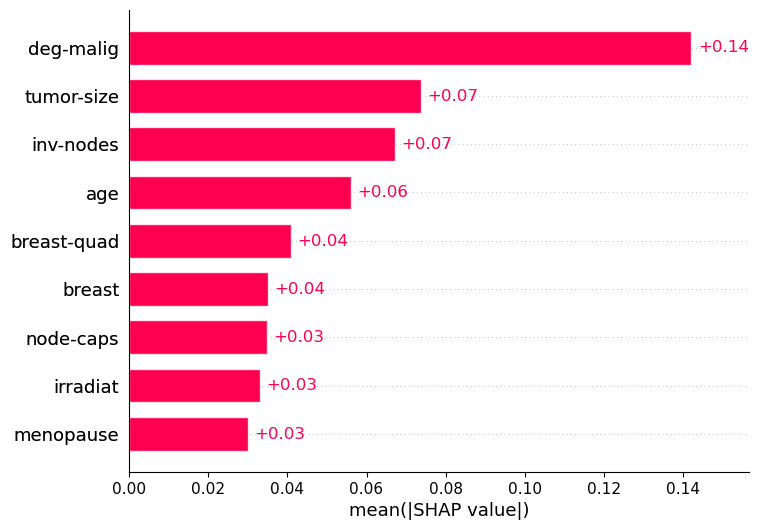 deg-malig +0.14
tumor-size +0.07
inv-nodes +0.07
age +0.06
breast-quad +0.04
breast +0.04
node-caps +0.03
irradiat +0.03
menopause +0.03
0.00 0.02 0.04 0.06 0.08 0.10 0.12 0.14
mean(|SHAP value|)